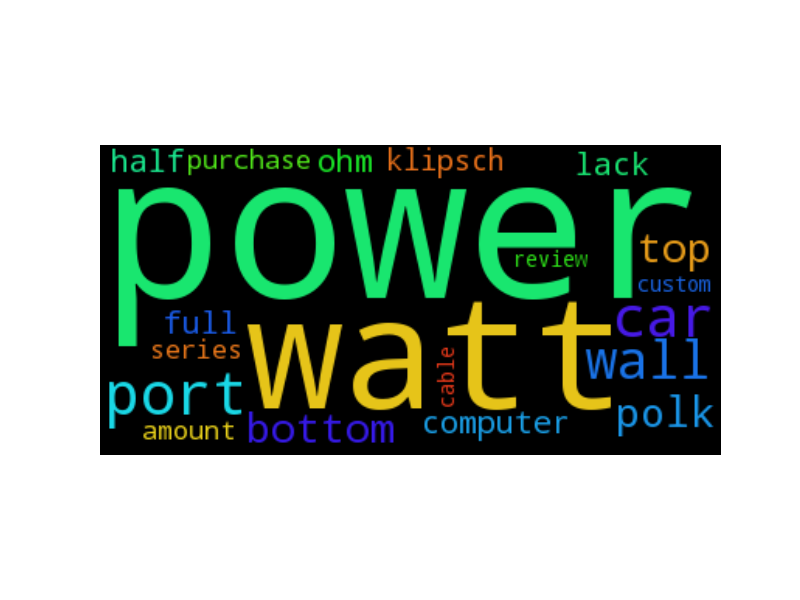 half purchase ohm klipsch lack
power
review
top
custom
full
series
watt
car
wall
cable
port
polk
amount bottom computer